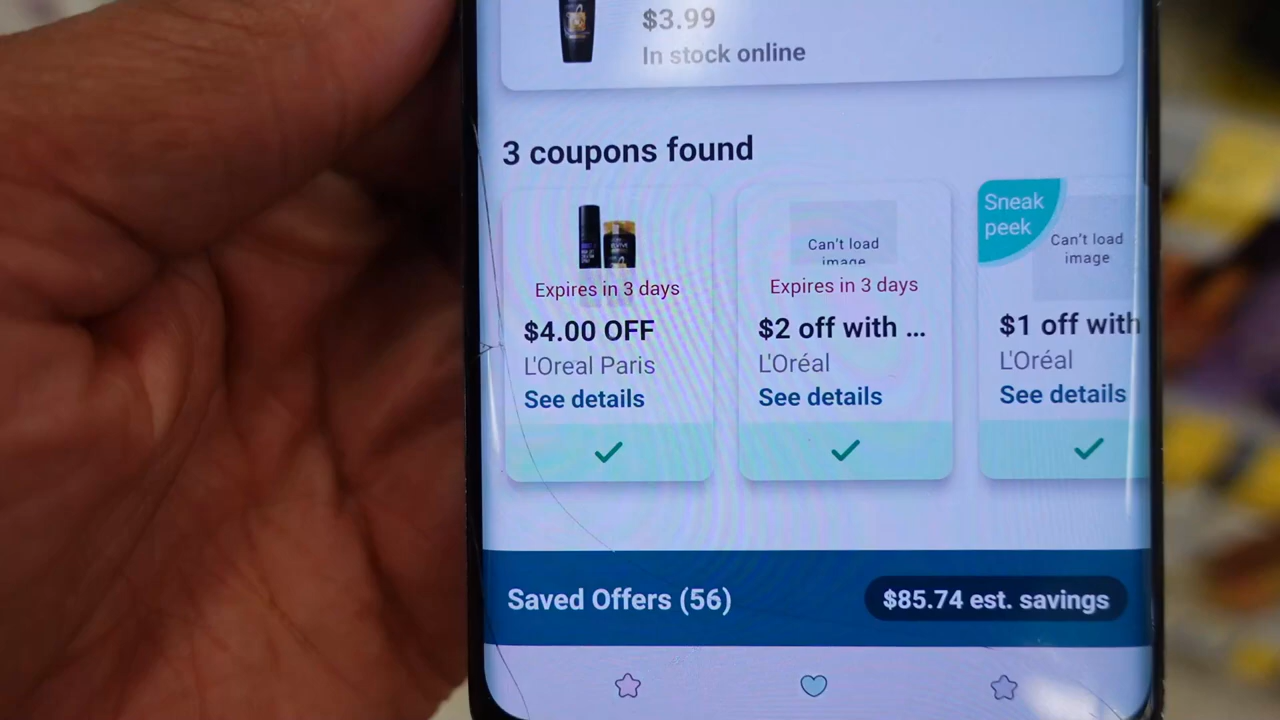 $3.99
In stock online
3 coupons found
Expires in 3 days
$4.00 OFF
L'Oreal Paris
See details
Can't load
image
Expires in 3 days
$2 off with ...
L'Oréal
See details
Sneak
peek
Can't load
image
$1 off with
L'Oréal
See details
Saved Offers (56)
$85.74 est. savings